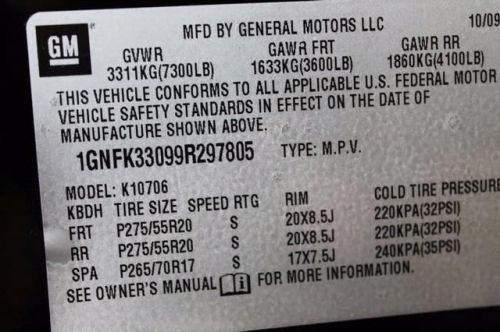 GM
MFD BY GENERAL MOTORS LLC 10/09
GVWR GAWR FRT GAWR RR
3311KG(7300LB) 1633KG(3600LB) 1860KG(4100LB)
THIS VEHICLE CONFORMS TO ALL APPLICABLE U.S. FEDERAL MOTOR
VEHICLE SAFETY STANDARDS IN EFFECT ON THE DATE OF
MANUFACTURE SHOWN ABOVE.
1GNFK33099R297805 TYPE: M.P.V.
MODEL: K10706
KBDH TIRE SIZE SPEED RTG RIM COLD TIRE PRESSURE
FRT P275/55R20 S 20X8.5J 220KPA(32PSI)
RR P275/55R20 S 20X8.5J 220KPA(32PSI)
SPA P265/70R17 S 17X7.5J 240KPA(35PSI)
SEE OWNER'S MANUAL i FOR MORE INFORMATION.